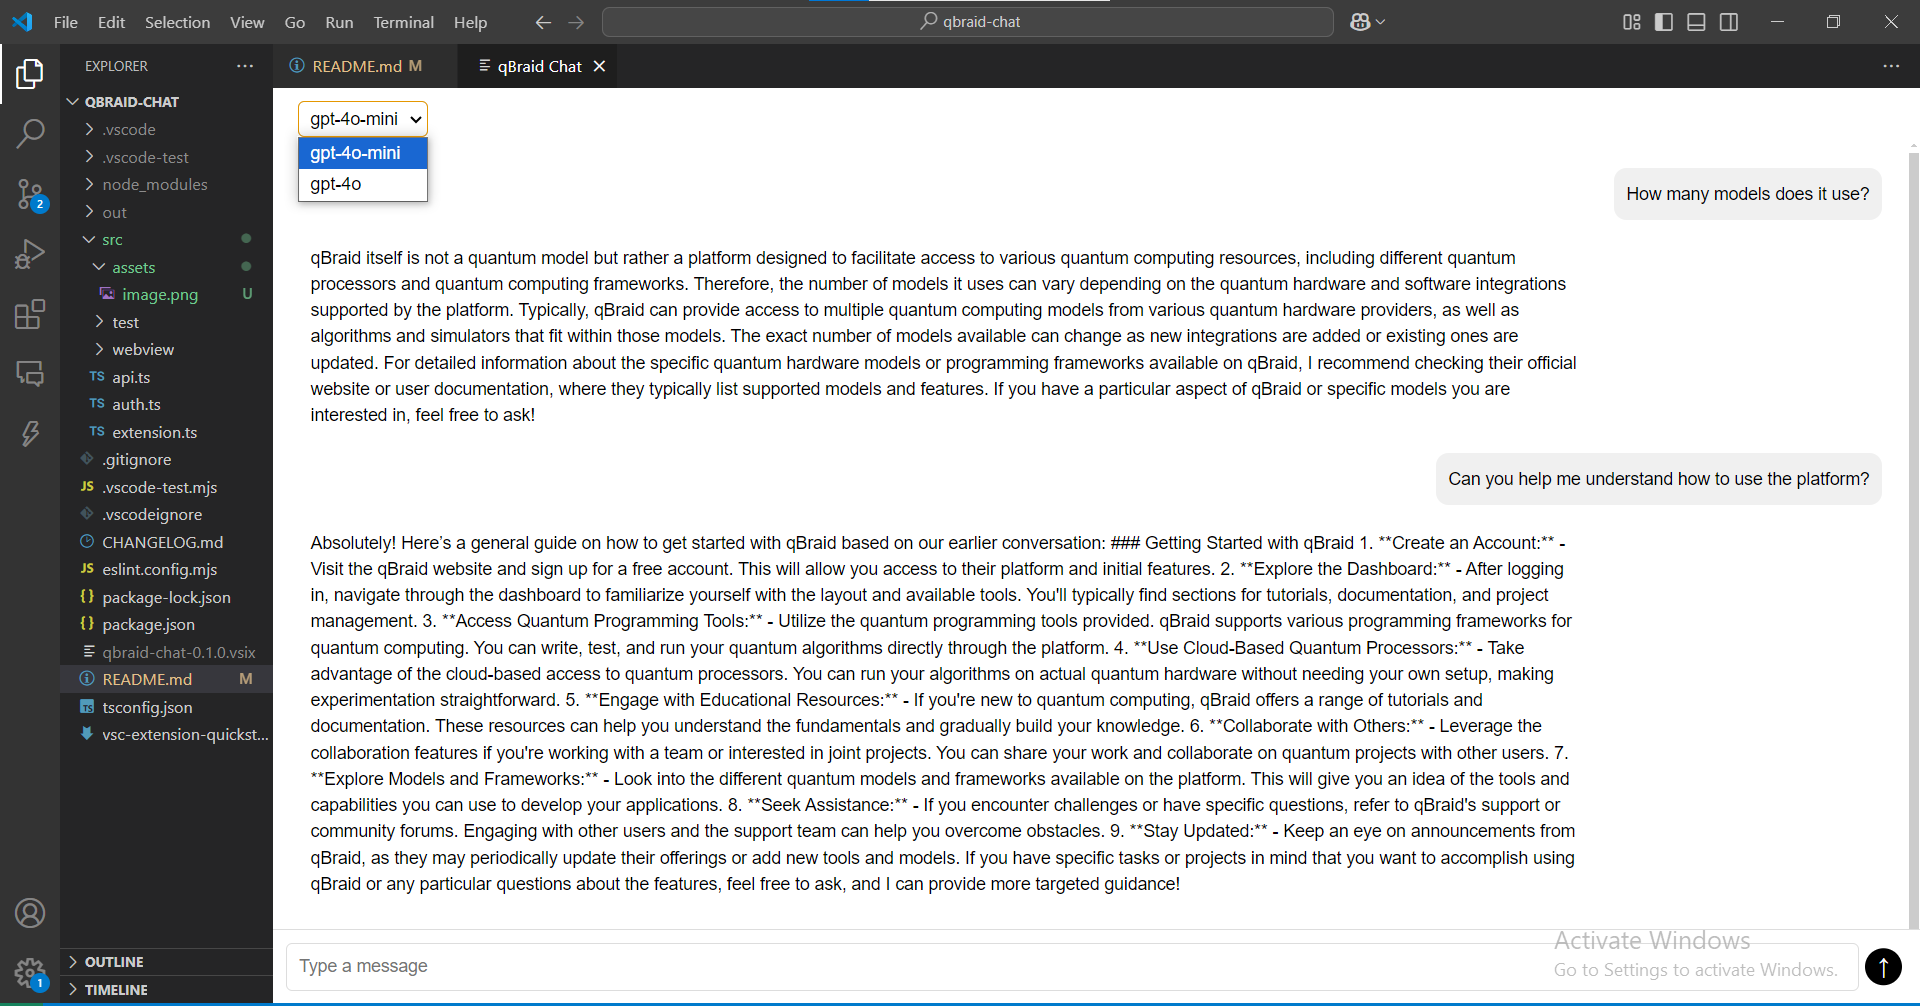 File Edit Selection View Go Run Terminal Help
qbraid-chat
EXPLORER
README.md M
qBraid Chat
QBRAID-CHAT
.vscode
.vscode-test
node_modules
out
src
assets
image.png U
test
webview
TS api.ts
TS auth.ts
TS extension.ts
.gitignore
JS .vscode-test.mjs
.vscodeignore
CHANGELOG.md
JS eslint.config.mjs
{} package-lock.json
{} package.json
qbraid-chat-0.1.0.vsix
README.md M
TS tsconfig.json
vsc-extension-quickst...
OUTLINE
TIMELINE
2
1
gpt-4o-mini
gpt-4o-mini
gpt-4o
How many models does it use?
qBraid itself is not a quantum model but rather a platform designed to facilitate access to various quantum computing resources, including different quantum
processors and quantum computing frameworks. Therefore, the number of models it uses can vary depending on the quantum hardware and software integrations
supported by the platform. Typically, qBraid can provide access to multiple quantum computing models from various quantum hardware providers, as well as
algorithms and simulators that fit within those models. The exact number of models available can change as new integrations are added or existing ones are
updated. For detailed information about the specific quantum hardware models or programming frameworks available on qBraid, I recommend checking their official
website or user documentation, where they typically list supported models and features. If you have a particular aspect of qBraid or specific models you are
interested in, feel free to ask!
Can you help me understand how to use the platform?
Absolutely! Here's a general guide on how to get started with qBraid based on our earlier conversation: ### Getting Started with qBraid 1. **Create an Account:** -
Visit the qBraid website and sign up for a free account. This will allow you access to their platform and initial features. 2. **Explore the Dashboard:** - After logging
in, navigate through the dashboard to familiarize yourself with the layout and available tools. You'll typically find sections for tutorials, documentation, and project
management. 3. **Access Quantum Programming Tools:** - Utilize the quantum programming tools provided. qBraid supports various programming frameworks for
quantum computing. You can write, test, and run your quantum algorithms directly through the platform. 4. **Use Cloud-Based Quantum Processors:** - Take
advantage of the cloud-based access to quantum processors. You can run your algorithms on actual quantum hardware without needing your own setup, making
experimentation straightforward. 5. **Engage with Educational Resources:** - If you're new to quantum computing, qBraid offers a range of tutorials and
documentation. These resources can help you understand the fundamentals and gradually build your knowledge. 6. **Collaborate with Others:** - Leverage the
collaboration features if you're working with a team or interested in joint projects. You can share your work and collaborate on quantum projects with other users. 7.
**Explore Models and Frameworks:** - Look into the different quantum models and frameworks available on the platform. This will give you an idea of the tools and
capabilities you can use to develop your applications. 8. **Seek Assistance:** - If you encounter challenges or have specific questions, refer to qBraid's support or
community forums. Engaging with other users and the support team can help you overcome obstacles. 9. **Stay Updated:** - Keep an eye on announcements from
qBraid, as they may periodically update their offerings or add new tools and models. If you have specific tasks or projects in mind that you want to accomplish using
qBraid or any particular questions about the features, feel free to ask, and I can provide more targeted guidance!
Type a message
Activate Windows
Go to Settings to activate Windows.